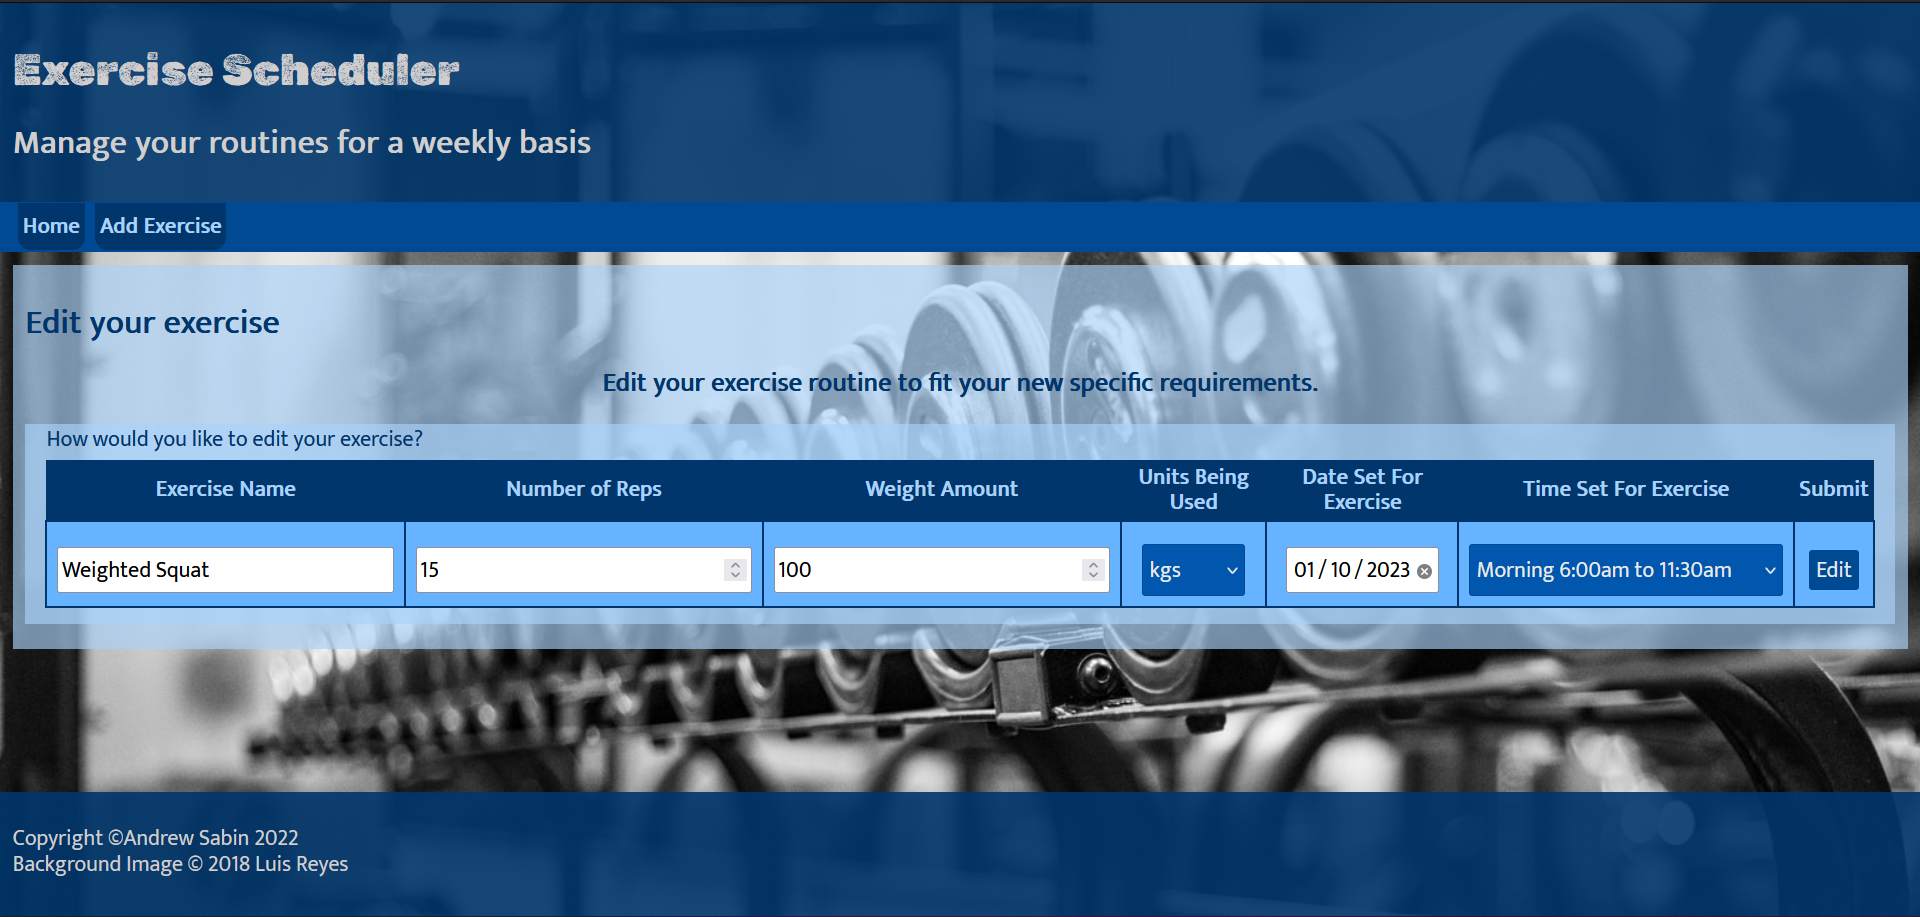 Exercise Scheduler
Manage your routines for a weekly basis
Home Add Exercise
Edit your exercise
Edit your exercise routine to fit your new specific requirements.
How would you like to edit your exercise?
Exercise Name Number of Reps Weight Amount Units Being Used Date Set For Exercise Time Set For Exercise Submit
Weighted Squat 15 100 kgs 01 / 10 / 2023 Morning 6:00am to 11:30am Edit
Copyright ©Andrew Sabin 2022
Background Image © 2018 Luis Reyes